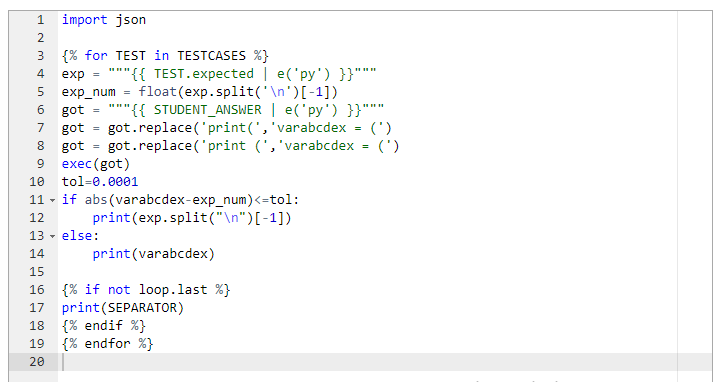 1 import json
2
3 {% for TEST in TESTCASES %}
4 exp = """{{ TEST.expected | e('py') }}"""
5 exp_num = float(exp.split('\n')[-1])
6 got = """{{ STUDENT_ANSWER | e('py') }}"""
7 got = got.replace('print(','varabcdex = (')
8 got = got.replace('print (','varabcdex = (')
9 exec(got)
10 tol=0.0001
11 if abs(varabcdex-exp_num)<=tol:
12     print(exp.split("\n")[-1])
13 else:
14     print(varabcdex)
15
16 {% if not loop.last %}
17 print(SEPARATOR)
18 {% endif %}
19 {% endfor %}
20